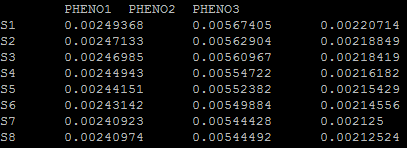 PHENO1 PHENO2 PHENO3
S1 0.00249368 0.00567405 0.00220714
S2 0.00247133 0.00562904 0.00218849
S3 0.00246985 0.00560967 0.00218419
S4 0.00244943 0.00554722 0.00216182
S5 0.00244151 0.00552382 0.00215429
S6 0.00243142 0.00549884 0.00214556
S7 0.00240923 0.00544428 0.002125
S8 0.00240974 0.00544492 0.00212524